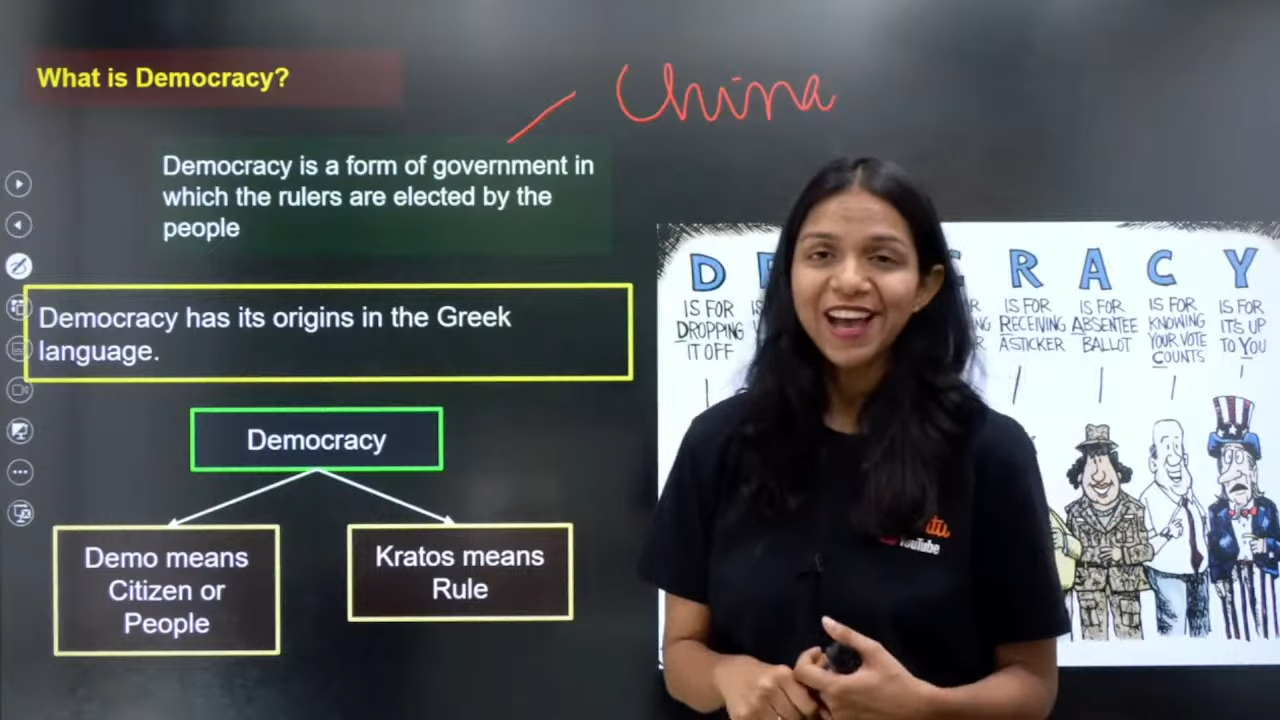 What is Democracy?
China
Democracy is a form of government in
which the rulers are elected by the
people
Democracy has its origins in the Greek
language.
Democracy
Demo means
Citizen or
People
Kratos means
Rule
D
IS FOR
DROPPING
IT OFF
R
IS FOR
RECEIVING
A STICKER
A
IS FOR
ABSENTEE
BALLOT
C
IS FOR
KNOWING
YOUR VOTE
COUNTS
Y
IS FOR
IT'S UP
TO YOU
YouTube